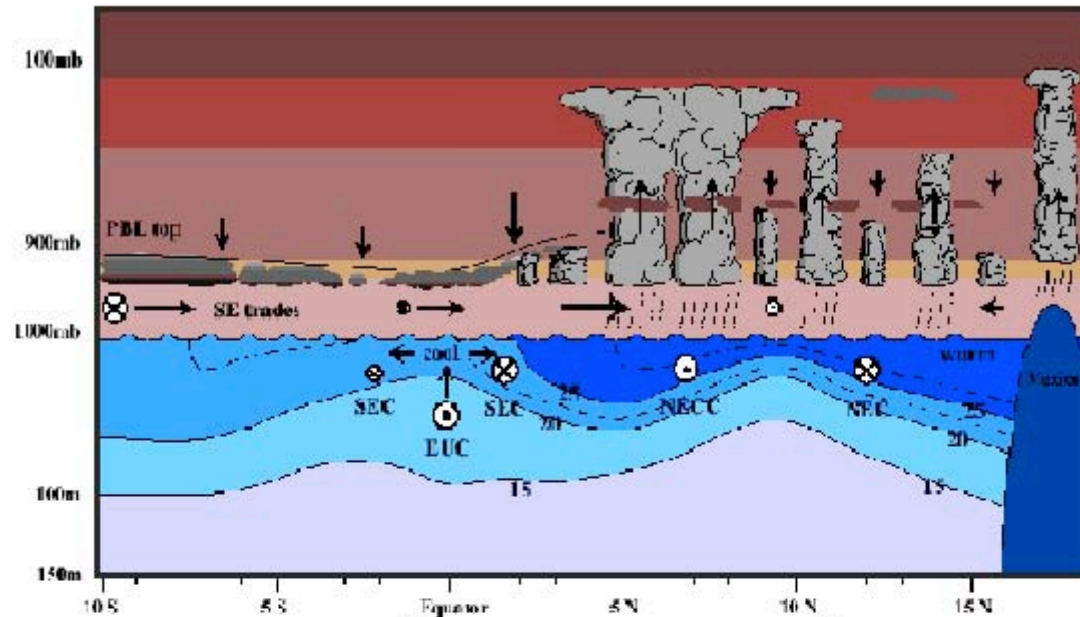 100mb
PBL top
900mb
SE trades
1000mb
cool
warm
Mexico
SEC
SEC
NECC
NEC
25
25
EUC
20
20
100m
15
15
150m
10 S
5 S
Equator
5 N
10 N
15 N